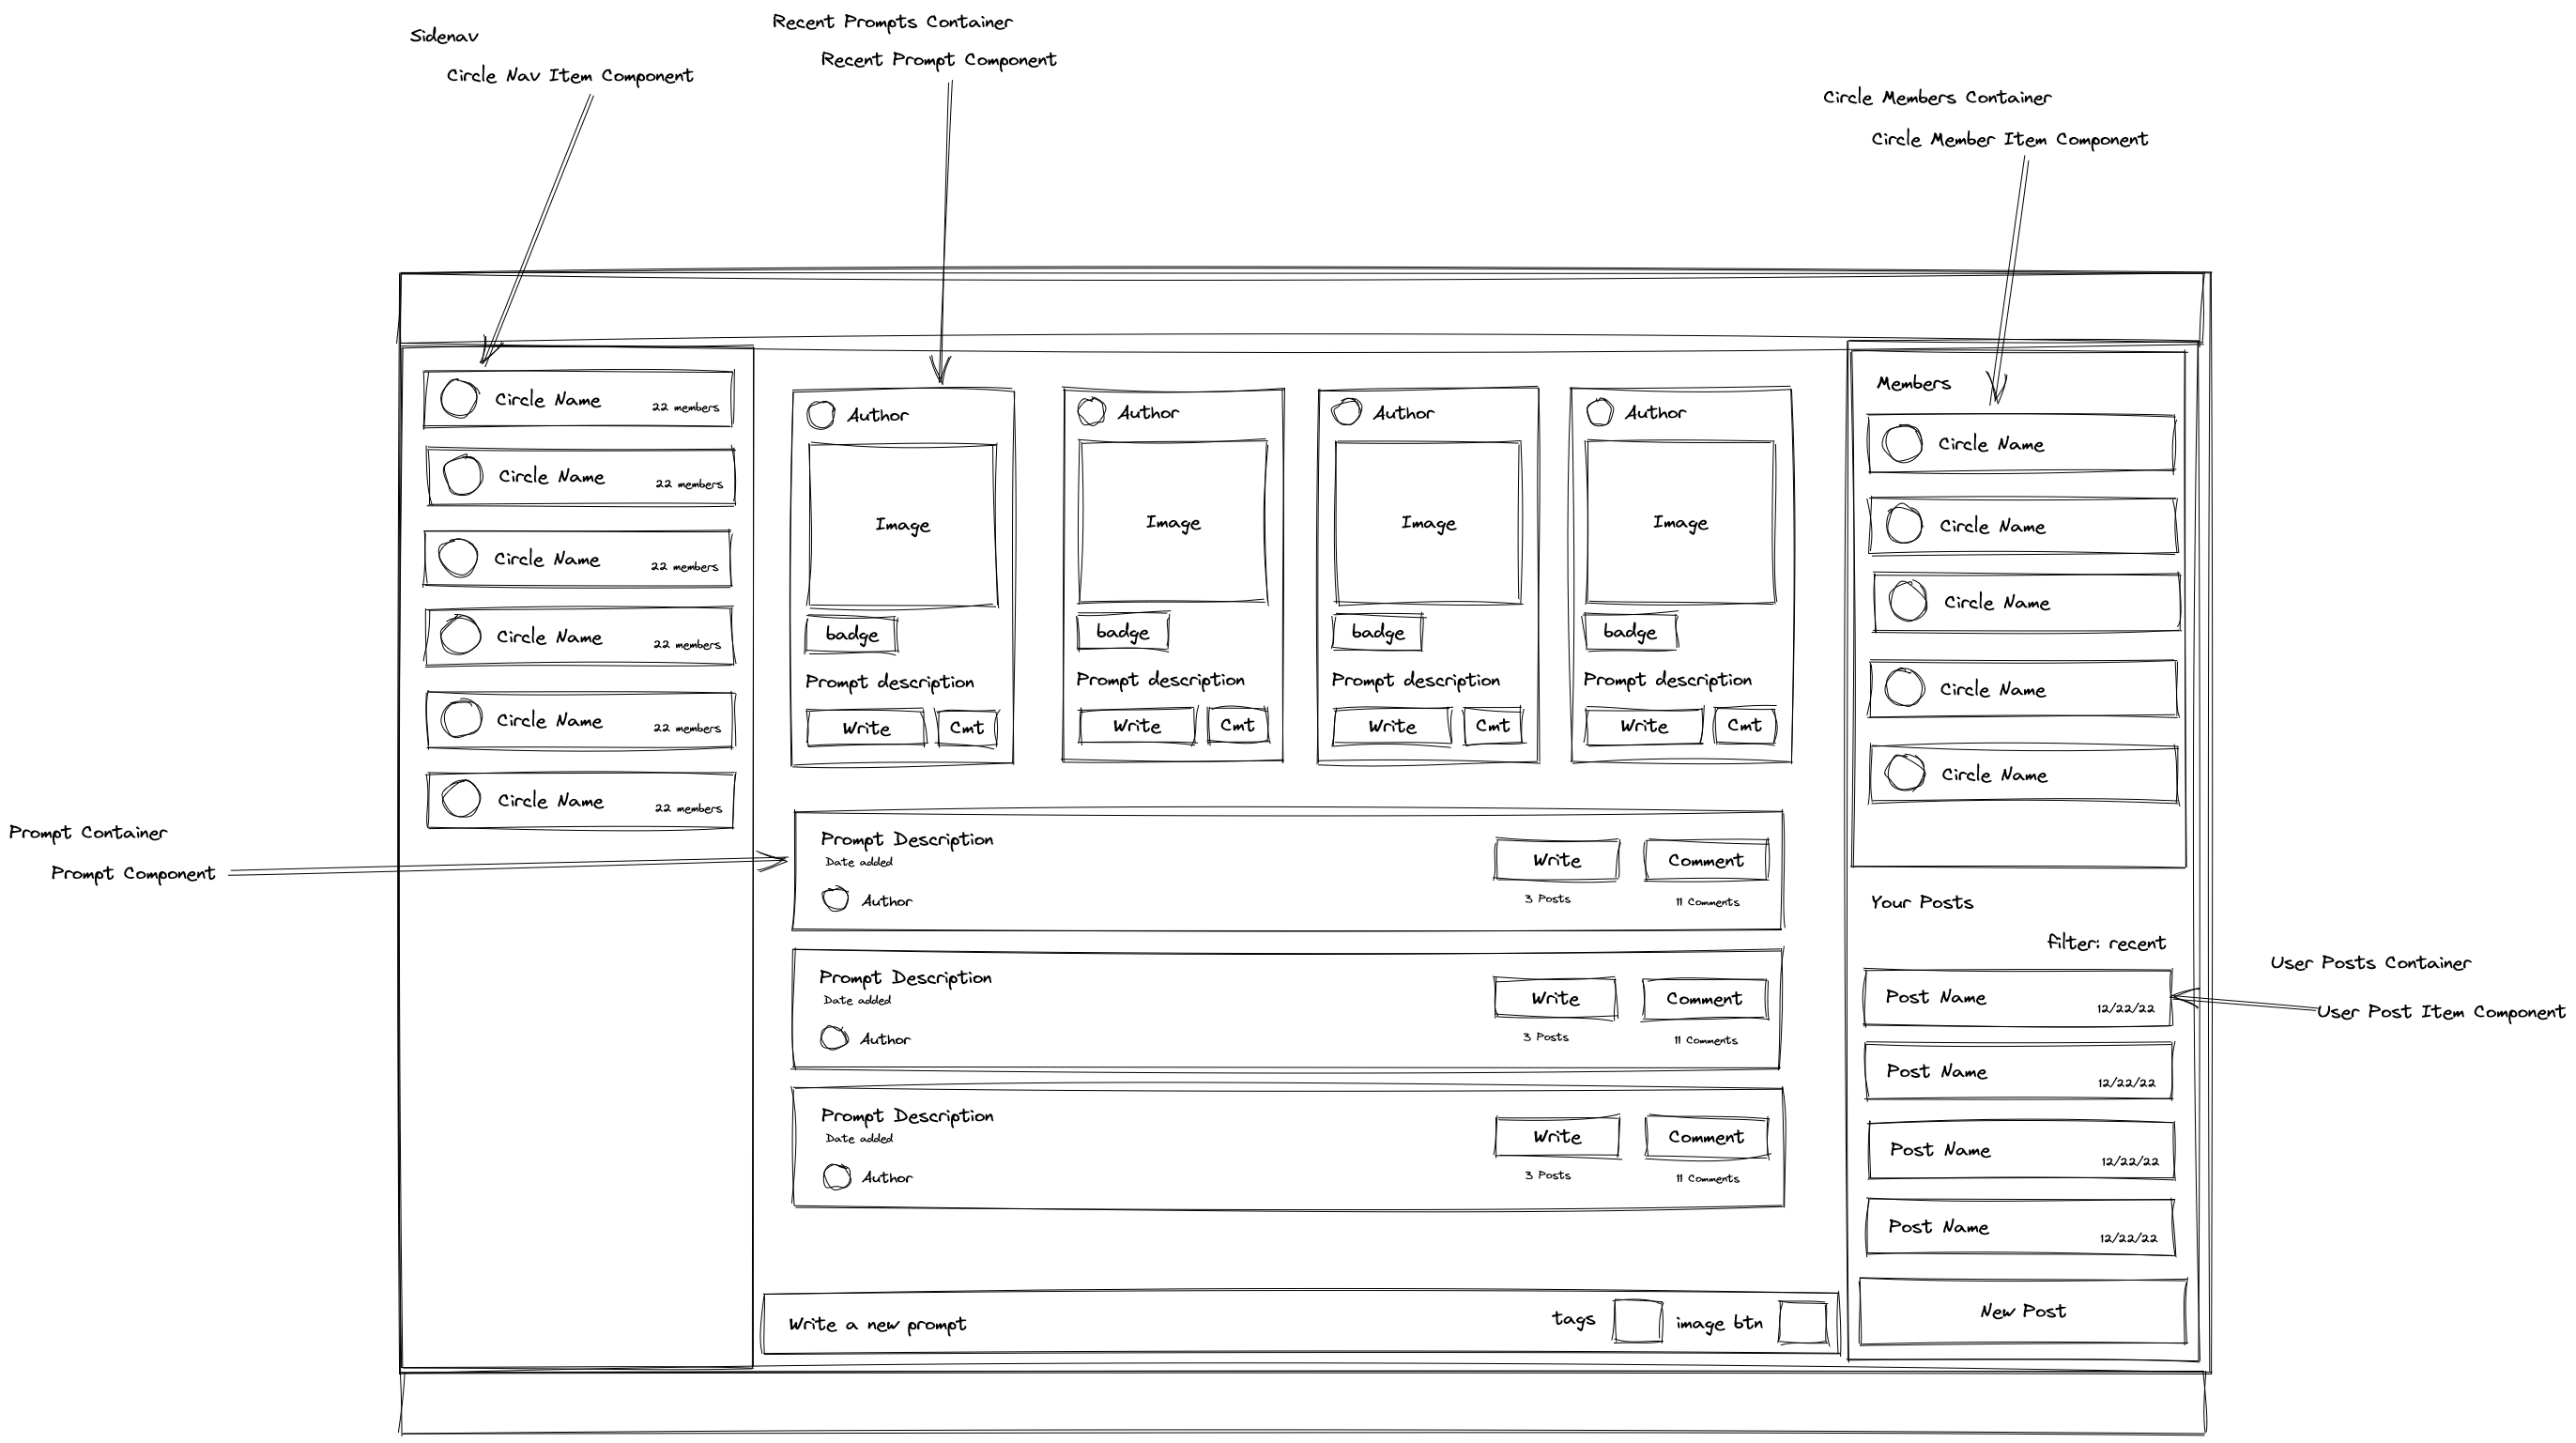 Sidenav
Circle Nav Item Component
Recent Prompts Container
Recent Prompt Component
Circle Members Container
Circle Member Item Component
Circle Name 22 members
Circle Name 22 members
Circle Name 22 members
Circle Name 22 members
Circle Name 22 members
Circle Name 22 members
Prompt Container
Prompt Component
Author
Image
badge
Prompt description
Write Cmt
Author
Image
badge
Prompt description
Write Cmt
Author
Image
badge
Prompt description
Write Cmt
Author
Image
badge
Prompt description
Write Cmt
Prompt Description
Date added
Author
Write Comment
3 Posts 11 Comments
Prompt Description
Date added
Author
Write Comment
3 Posts 11 Comments
Prompt Description
Date added
Author
Write Comment
3 Posts 11 Comments
Write a new prompt tags image btn
Members
Circle Name
Circle Name
Circle Name
Circle Name
Circle Name
Your Posts
filter: recent
Post Name 12/22/22
Post Name 12/22/22
Post Name 12/22/22
Post Name 12/22/22
New Post
User Posts Container
User Post Item Component